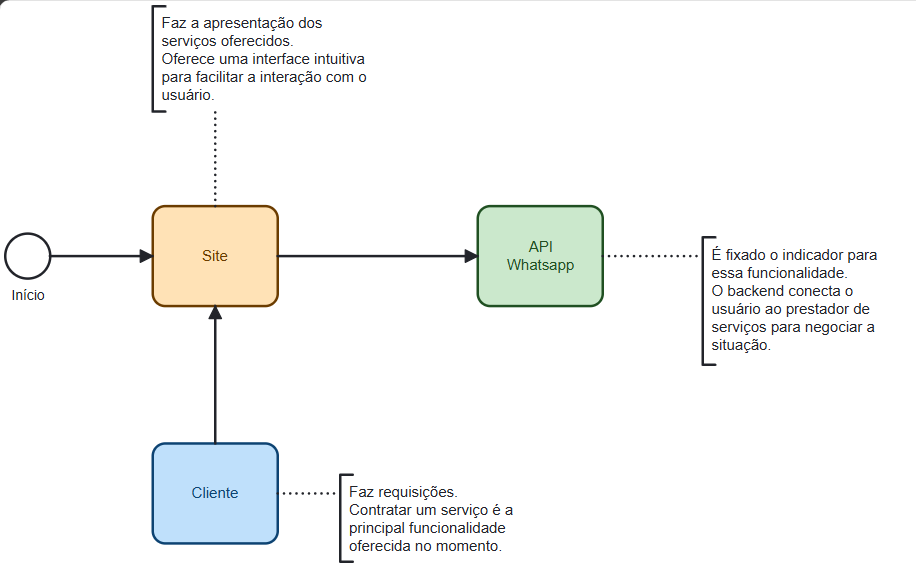 Faz a apresentação dos
serviços oferecidos.
Oferece uma interface intuitiva
para facilitar a interação com o
usuário.
Início
Site
API
Whatsapp
É fixado o indicador para
essa funcionalidade.
O backend conecta o
usuário ao prestador de
serviços para negociar a
situação.
Cliente
Faz requisições.
Contratar um serviço é a
principal funcionalidade
oferecida no momento.